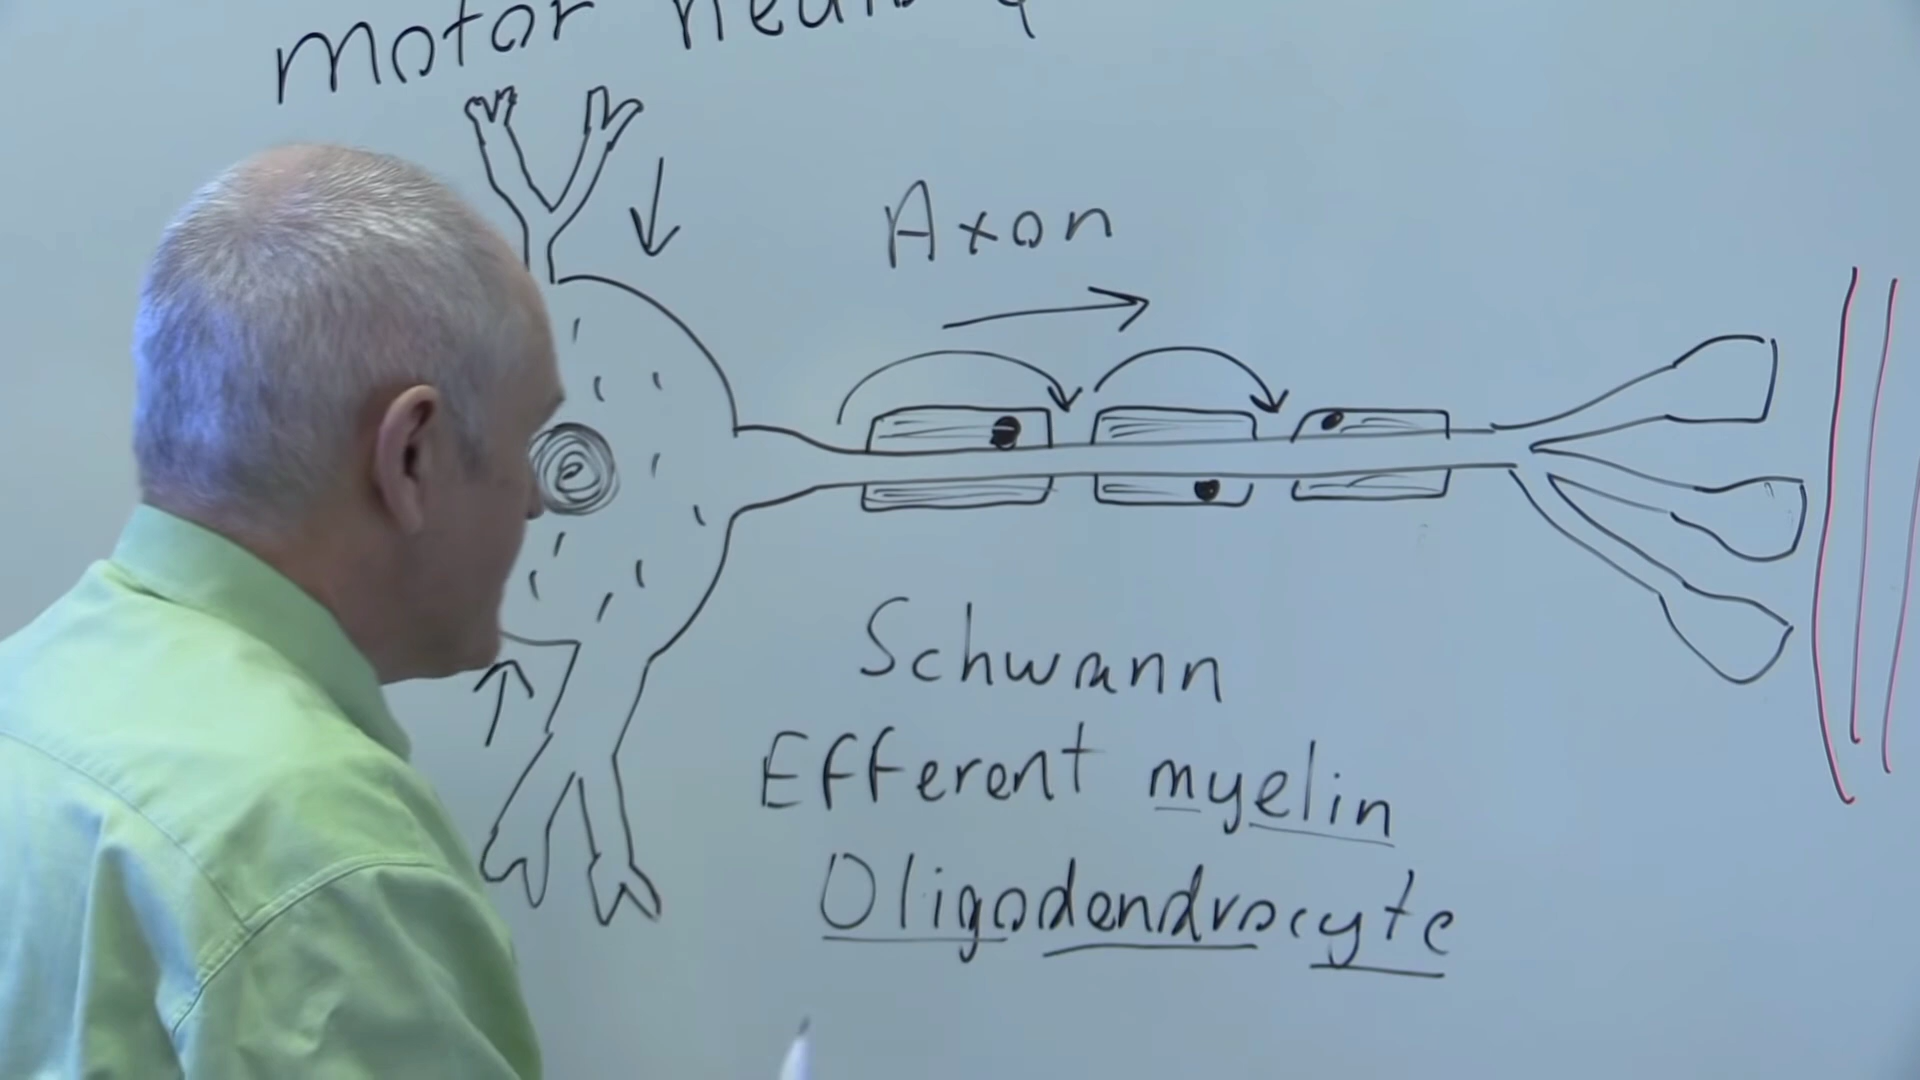 motor
Axon
Schwann
Efferent myelin
Oligodendrocyte